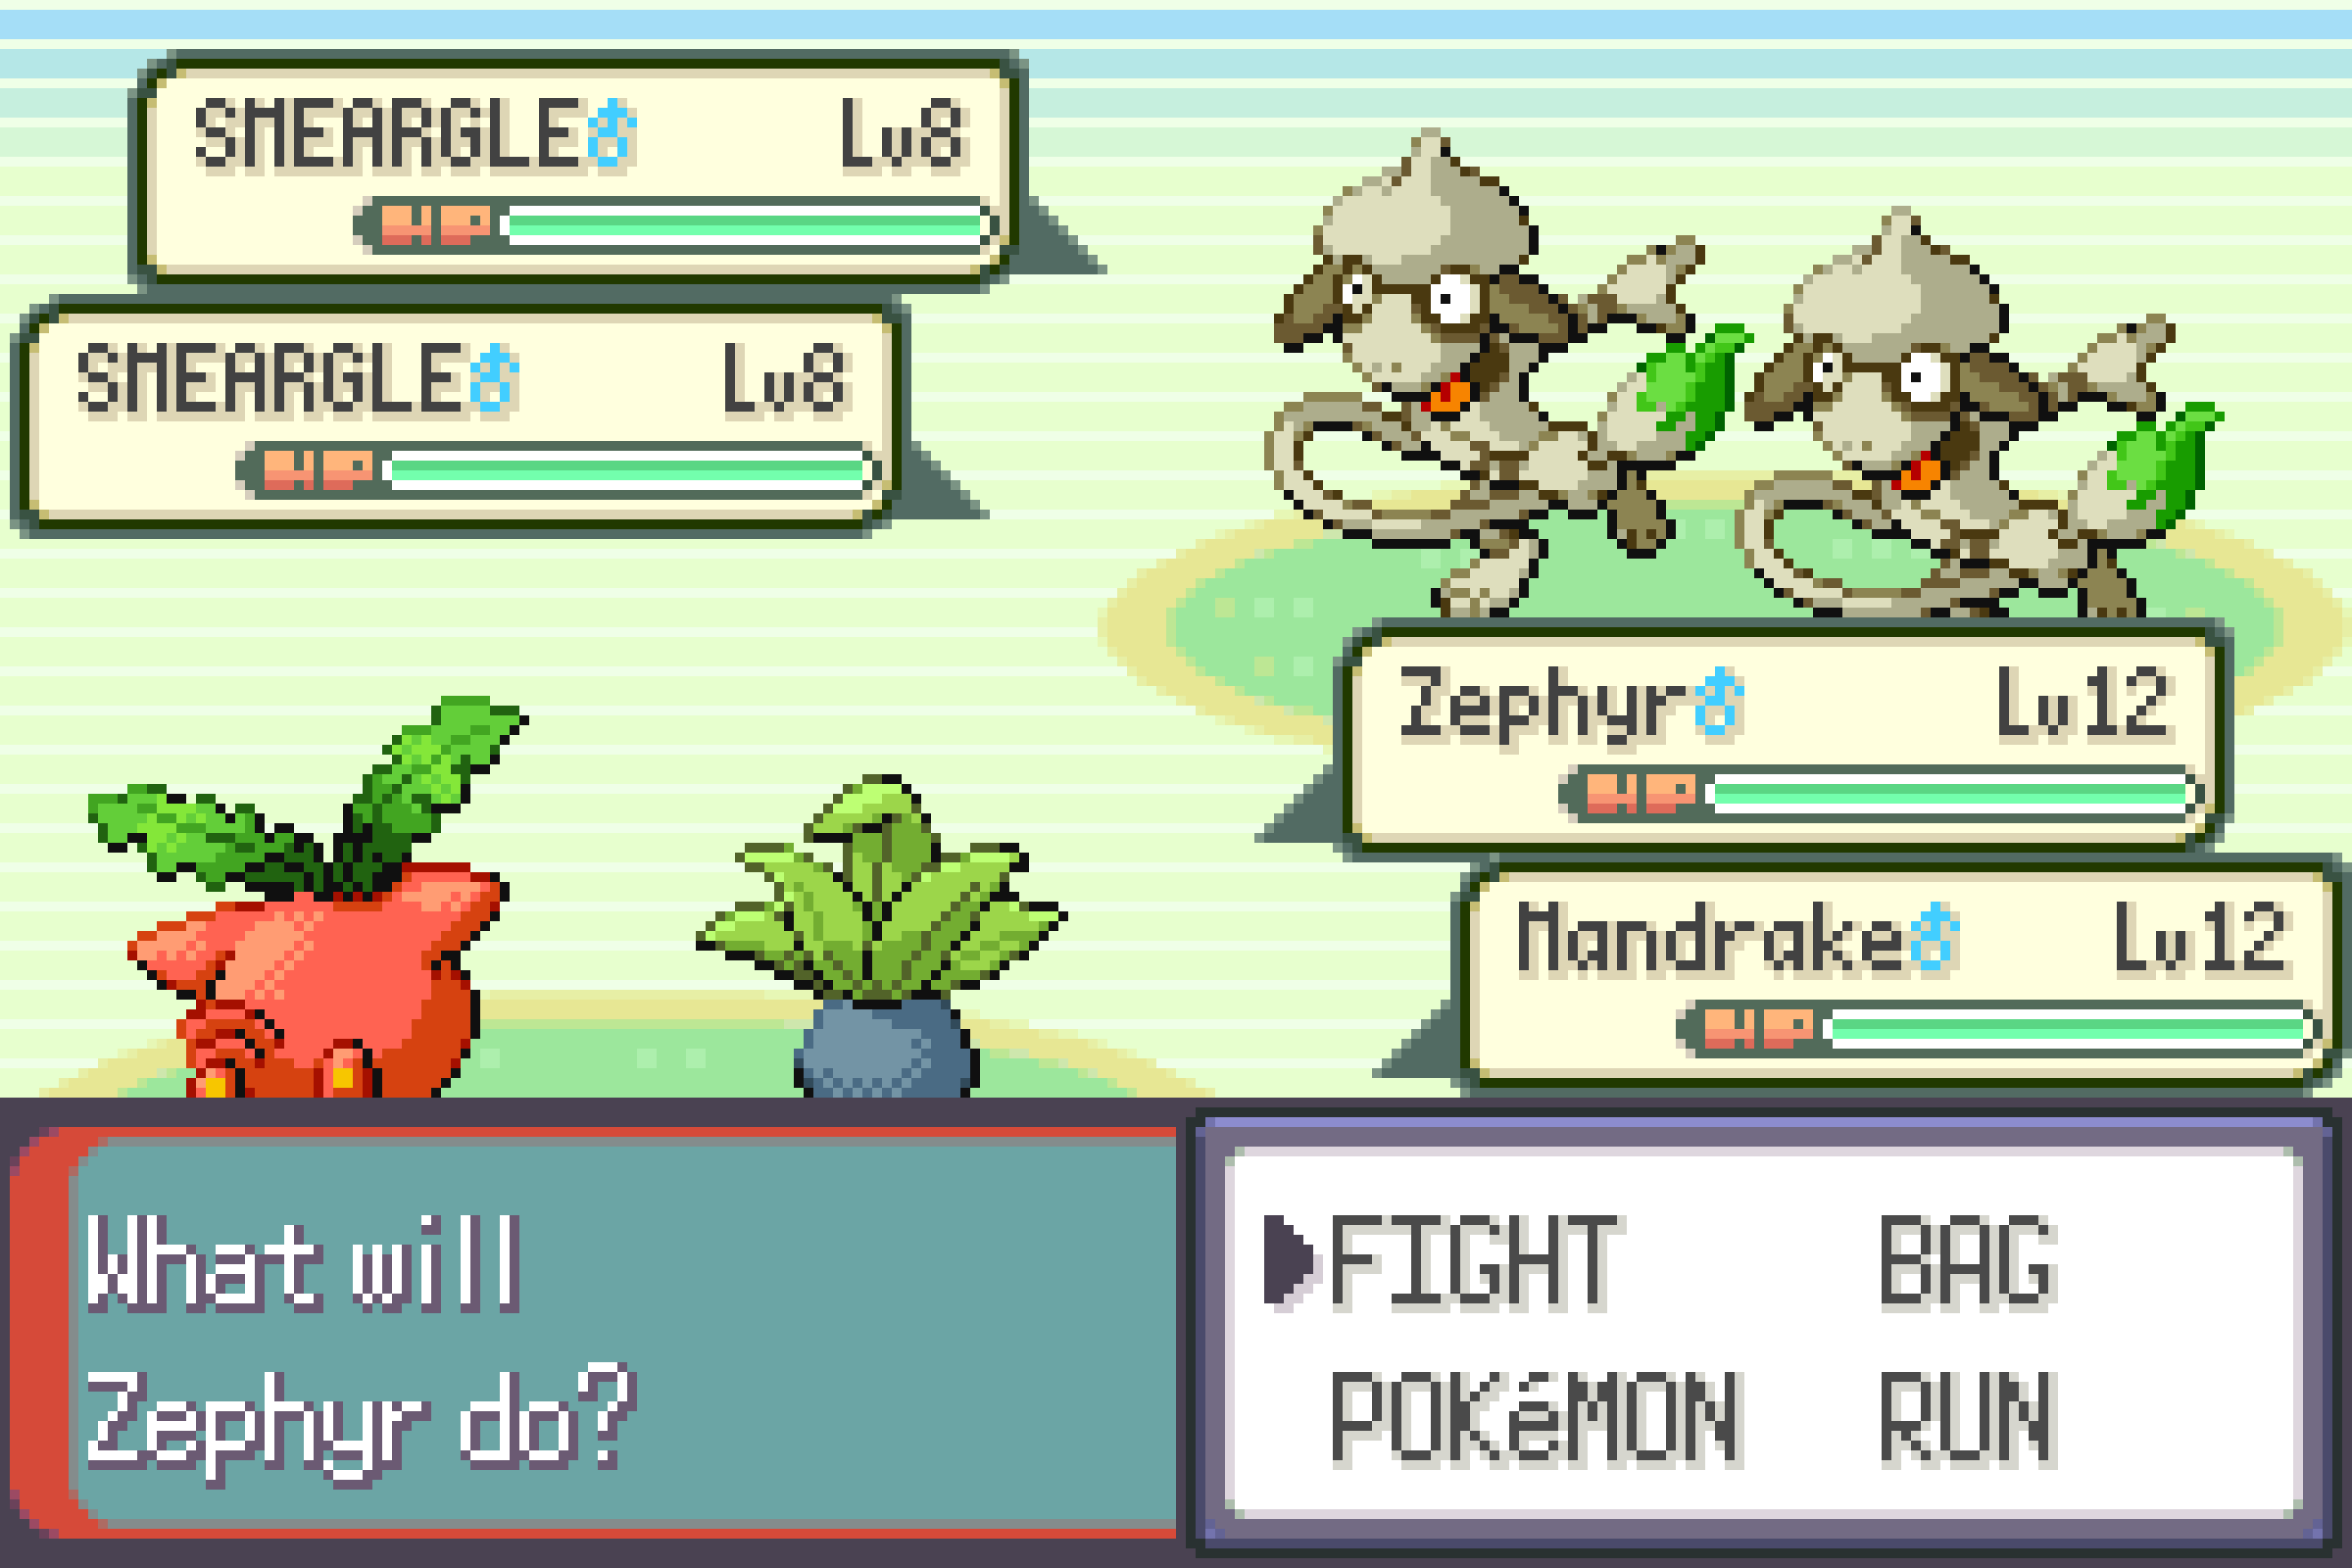 SMEARGLE♂ Lv8
HP
SMEARGLE♂ Lv8
HP
Zephyr♂ Lv12
HP
Mandrake♂ Lv12
HP
What will
Zephyr do?
FIGHT BAG
POKéMON RUN